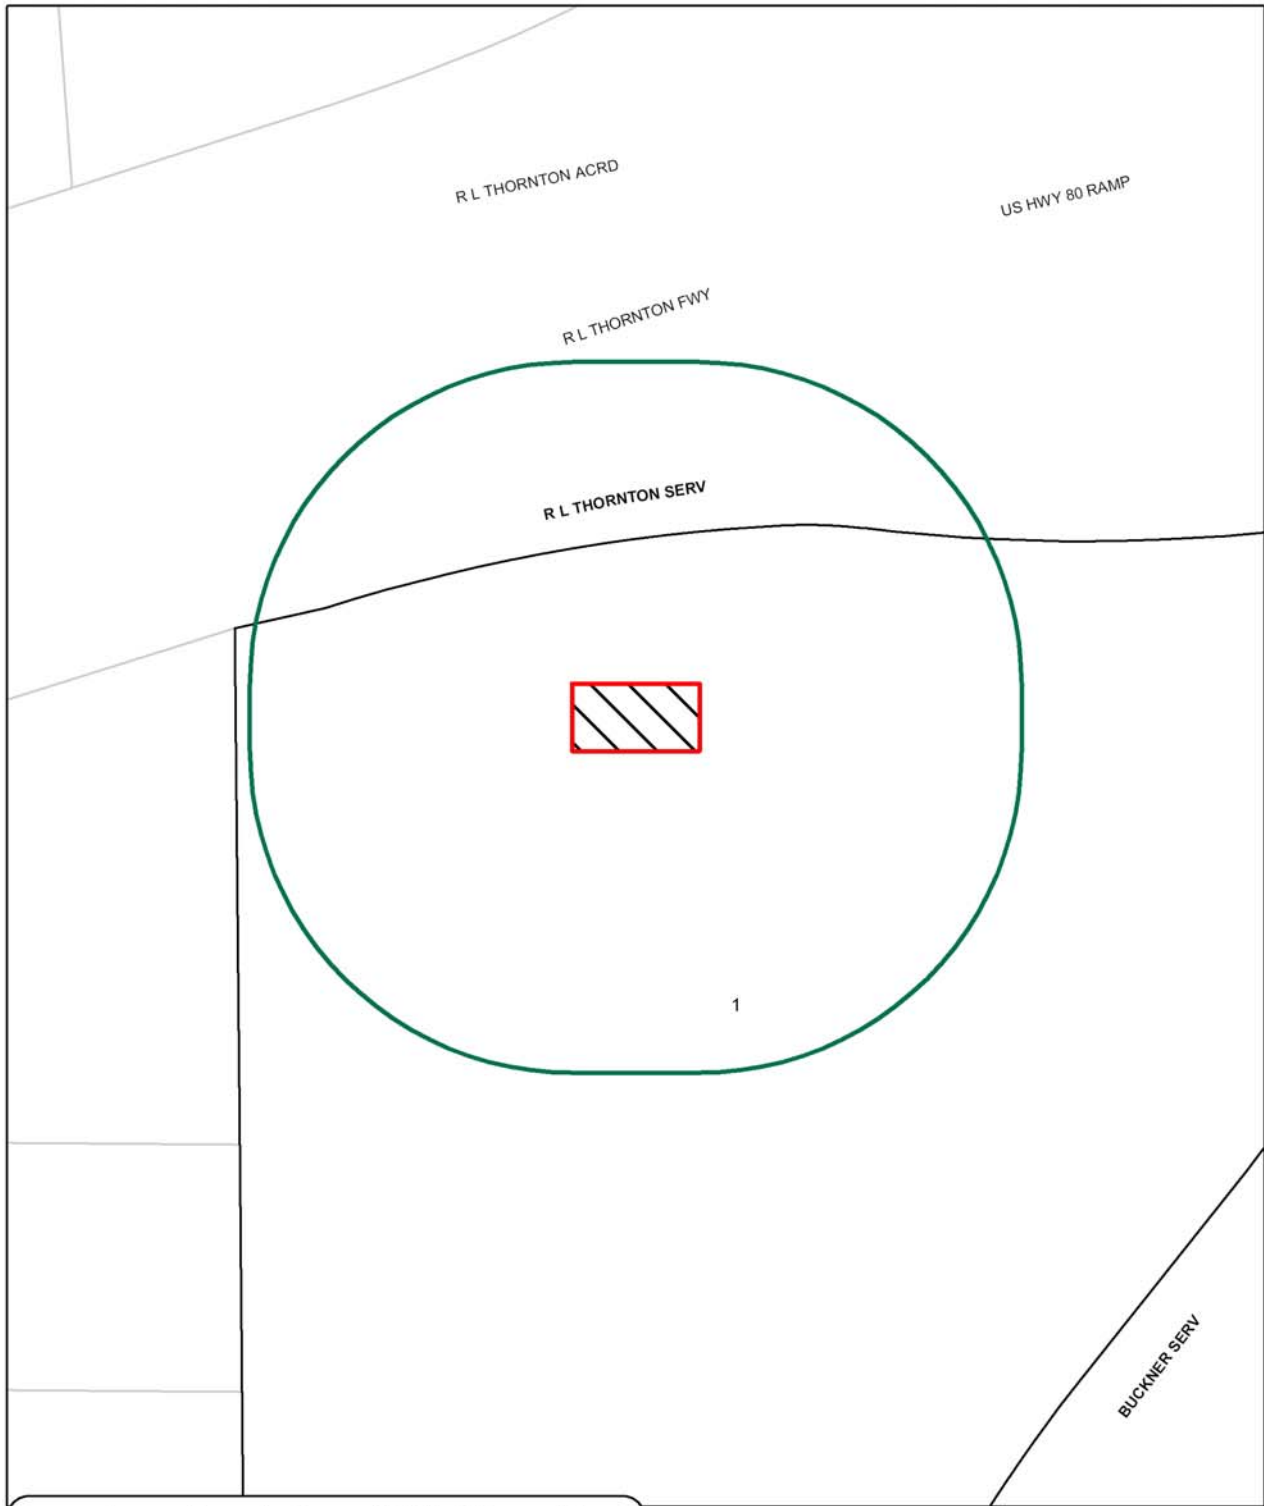 R L THORNTON ACRD
US HWY 80 RAMP
R L THORNTON FWY
R L THORNTON SERV
1
BUCKNER SERV